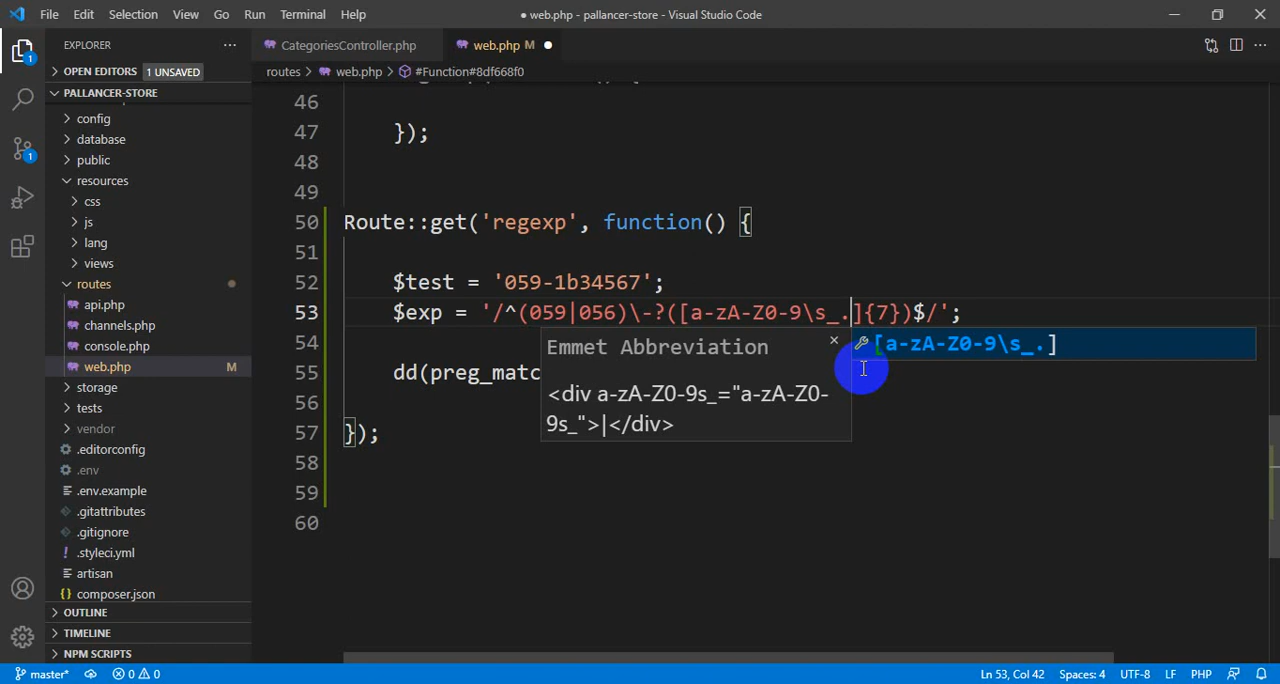 File Edit Selection View Go Run Terminal Help
● web.php - pallancer-store - Visual Studio Code
EXPLORER ...
CategoriesController.php web.php M ●
OPEN EDITORS 1 UNSAVED
routes > web.php > #Function#8df668f0
PALLANCER-STORE
config
database
public
resources
css
js
lang
views
routes
api.php
channels.php
console.php
web.php M
storage
tests
vendor
.editorconfig
.env
.env.example
.gitattributes
.gitignore
.styleci.yml
artisan
composer.json
OUTLINE
TIMELINE
NPM SCRIPTS
46
47 });
48
49
50 Route::get('regexp', function() {
51
52 $test = '059-1b34567';
53 $exp = '/^(059|056)\-?([a-zA-Z0-9\s_.]{7})$/';
54
55 dd(preg_matc
56
57 });
58
59
60
Emmet Abbreviation ×
<div a-zA-Z0-9s_="a-zA-Z0-
9s_">|</div>
[a-zA-Z0-9\s_.]
master* 0 0 Ln 53, Col 42 Spaces: 4 UTF-8 LF PHP
1
1